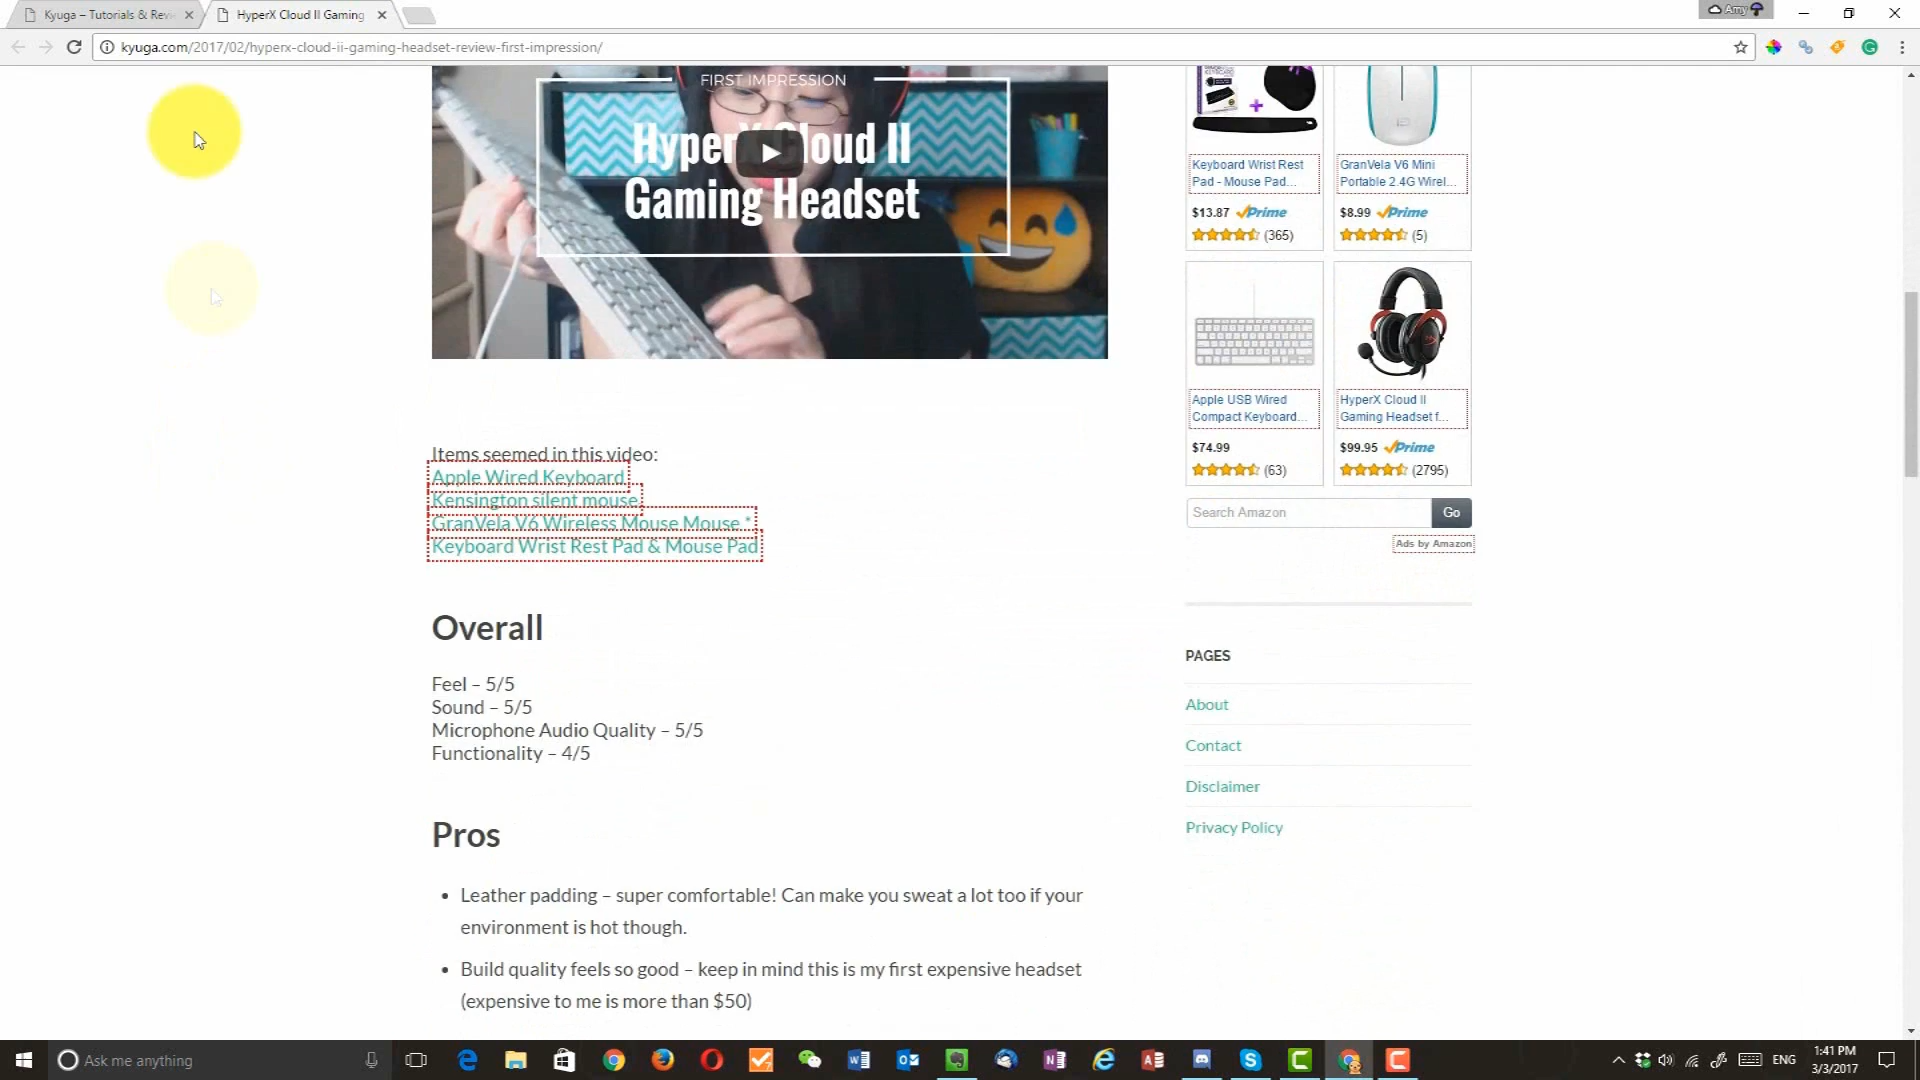 Kyuga – Tutorials & Revi
HyperX Cloud II Gaming
Amy
kyuga.com/2017/02/hyperx-cloud-ii-gaming-headset-review-first-impression/
FIRST IMPRESSION
HyperX Cloud II
Gaming Headset
Items seemed in this video:
Apple Wired Keyboard
Kensington silent mouse
GranVela V6 Wireless Mouse Mouse *
Keyboard Wrist Rest Pad & Mouse Pad
Overall
Feel – 5/5
Sound – 5/5
Microphone Audio Quality – 5/5
Functionality – 4/5
Pros
• Leather padding – super comfortable! Can make you sweat a lot too if your
environment is hot though.
• Build quality feels so good – keep in mind this is my first expensive headset
(expensive to me is more than $50)
Keyboard Wrist Rest
Pad - Mouse Pad...
$13.87 Prime
(365)
GranVela V6 Mini
Portable 2.4G Wirel...
$8.99 Prime
(5)
Apple USB Wired
Compact Keyboard...
$74.99
(63)
HyperX Cloud II
Gaming Headset f...
$99.95 Prime
(2795)
Search Amazon
Go
Ads by Amazon
PAGES
About
Contact
Disclaimer
Privacy Policy
Ask me anything
ENG
1:41 PM
3/3/2017